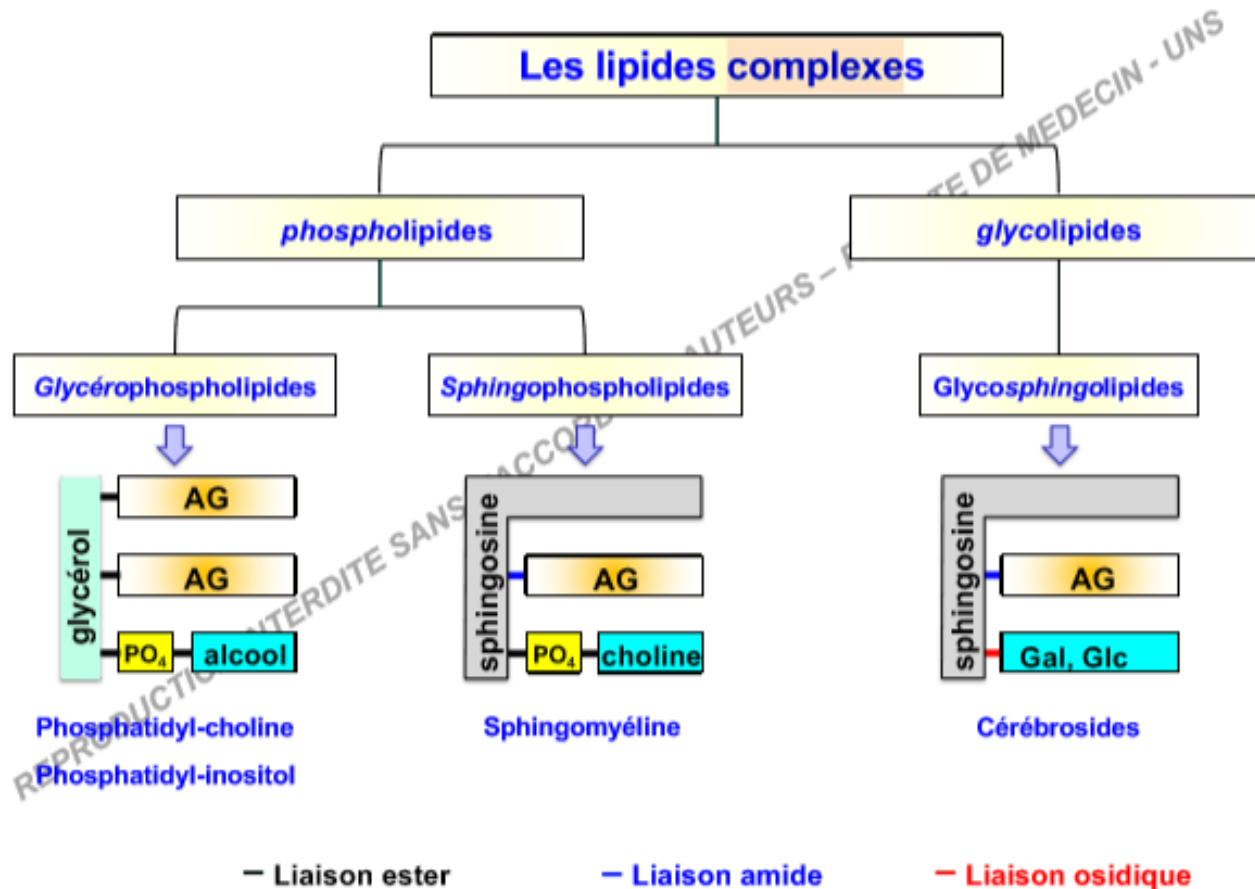 Les lipides complexes
phospholipides
glycolipides
Glycérophospholipides
Sphingophospholipides
Glycosphingolipides
glycérol
AG
AG
PO4
alcool
sphingosine
AG
PO4
choline
sphingosine
AG
Gal, Glc
Phosphatidyl-choline
Phosphatidyl-inositol
Sphingomyéline
Cérébrosides
Liaison ester
Liaison amide
Liaison osidique
REPRODUCTION INTERDITE SANS ACCORD AUTEURS – TE DE MEDECIN - UNS